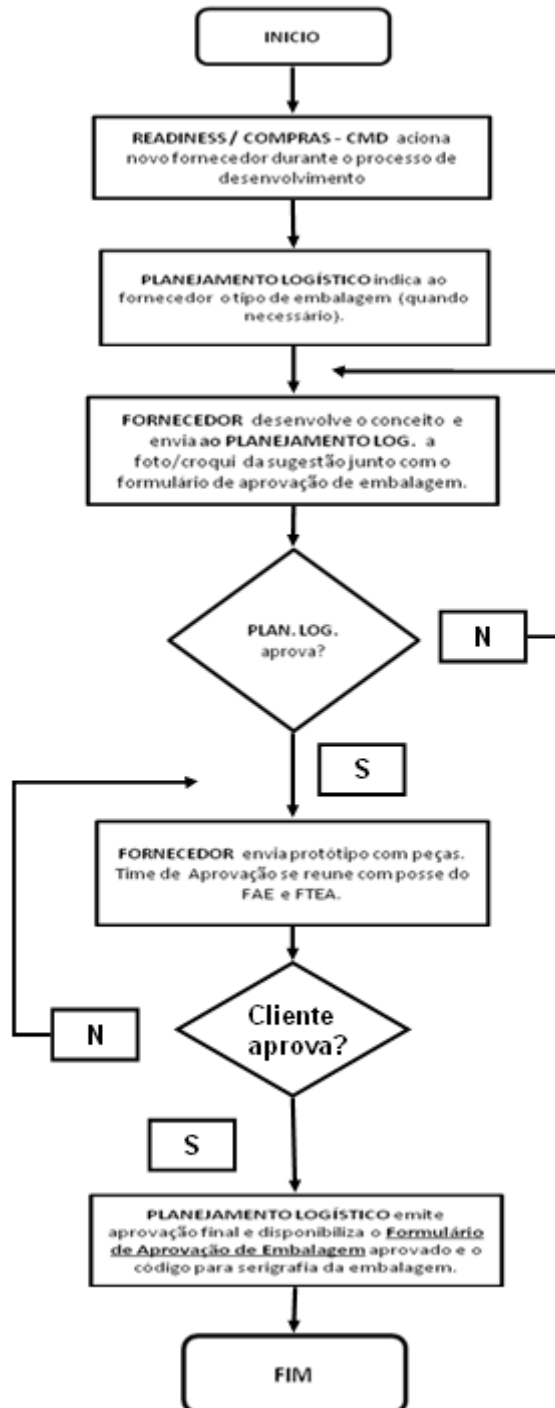 INICIO
READINESS / COMPRAS - CMD aciona
novo fornecedor durante o processo de
desenvolvimento
PLANEJAMENTO LOGÍSTICO indica ao
fornecedor o tipo de embalagem (quando
necessário).
FORNECEDOR desenvolve o conceito e
envia ao PLANEJAMENTO LOG. a
foto/croqui da sugestão junto com o
formulário de aprovação de embalagem.
PLAN. LOG.
aprova?
N
S
FORNECEDOR envia protótipo com peças.
Time de Aprovação se reune com posse do
FAE e FTEA.
Cliente
aprova?
N
S
PLANEJAMENTO LOGÍSTICO emite
aprovação final e disponibiliza o Formulário
de Aprovação de Embalagem aprovado e o
código para serigrafia da embalagem.
FIM